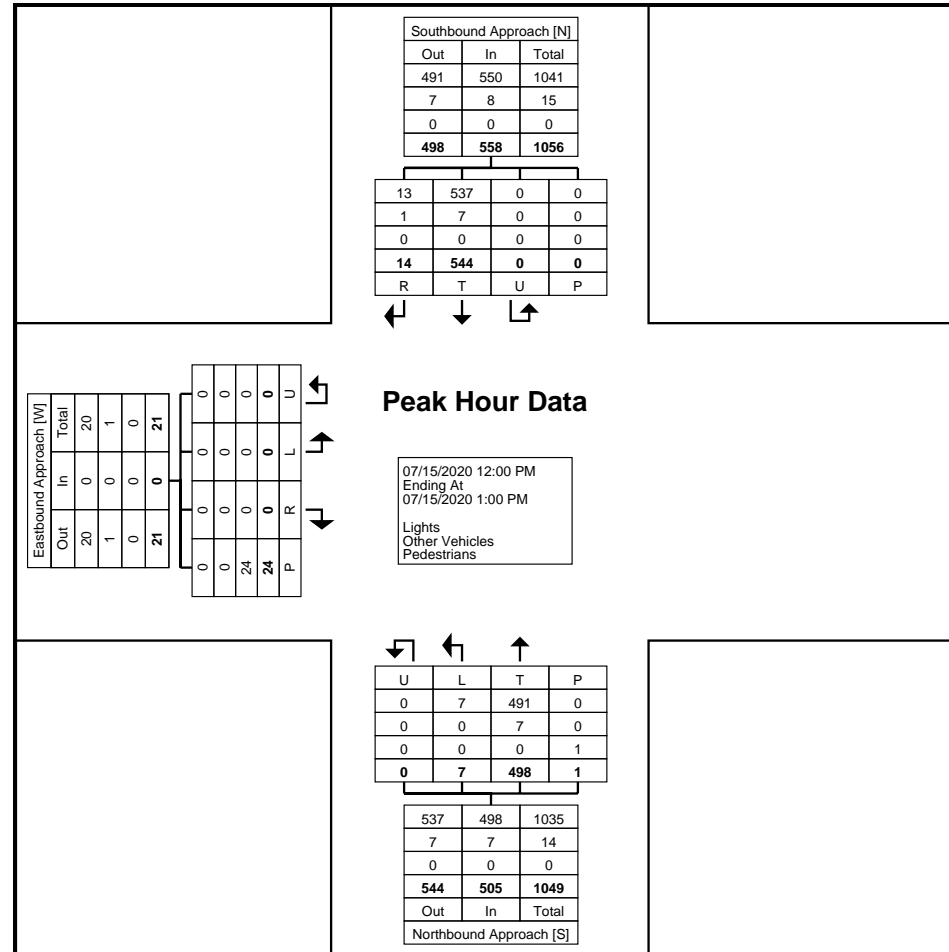 Southbound Approach [N]
Out In Total
491 550 1041
7 8 15
0 0 0
498 558 1056
13 537 0 0
1 7 0 0
0 0 0 0
14 544 0 0
R T U P
Eastbound Approach [W]
Out In Total
20 0 20
1 0 1
0 0 0
21 0 21
0 0 0 0
0 0 0 0
24 0 0 0
24 0 0 0
P R L U
Peak Hour Data
07/15/2020 12:00 PM
Ending At
07/15/2020 1:00 PM
Lights
Other Vehicles
Pedestrians
U L T P
0 7 491 0
0 0 7 0
0 0 0 1
0 7 498 1
537 498 1035
7 7 14
0 0 0
544 505 1049
Out In Total
Northbound Approach [S]